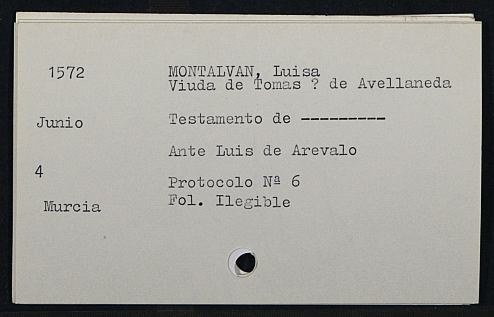 1572
MONTALVAN, Luisa
Viuda de Tomas ? de Avellaneda
Junio
Testamento de ---------
Ante Luis de Arevalo
4
Protocolo Nª 6
Murcia
Fol. Ilegible